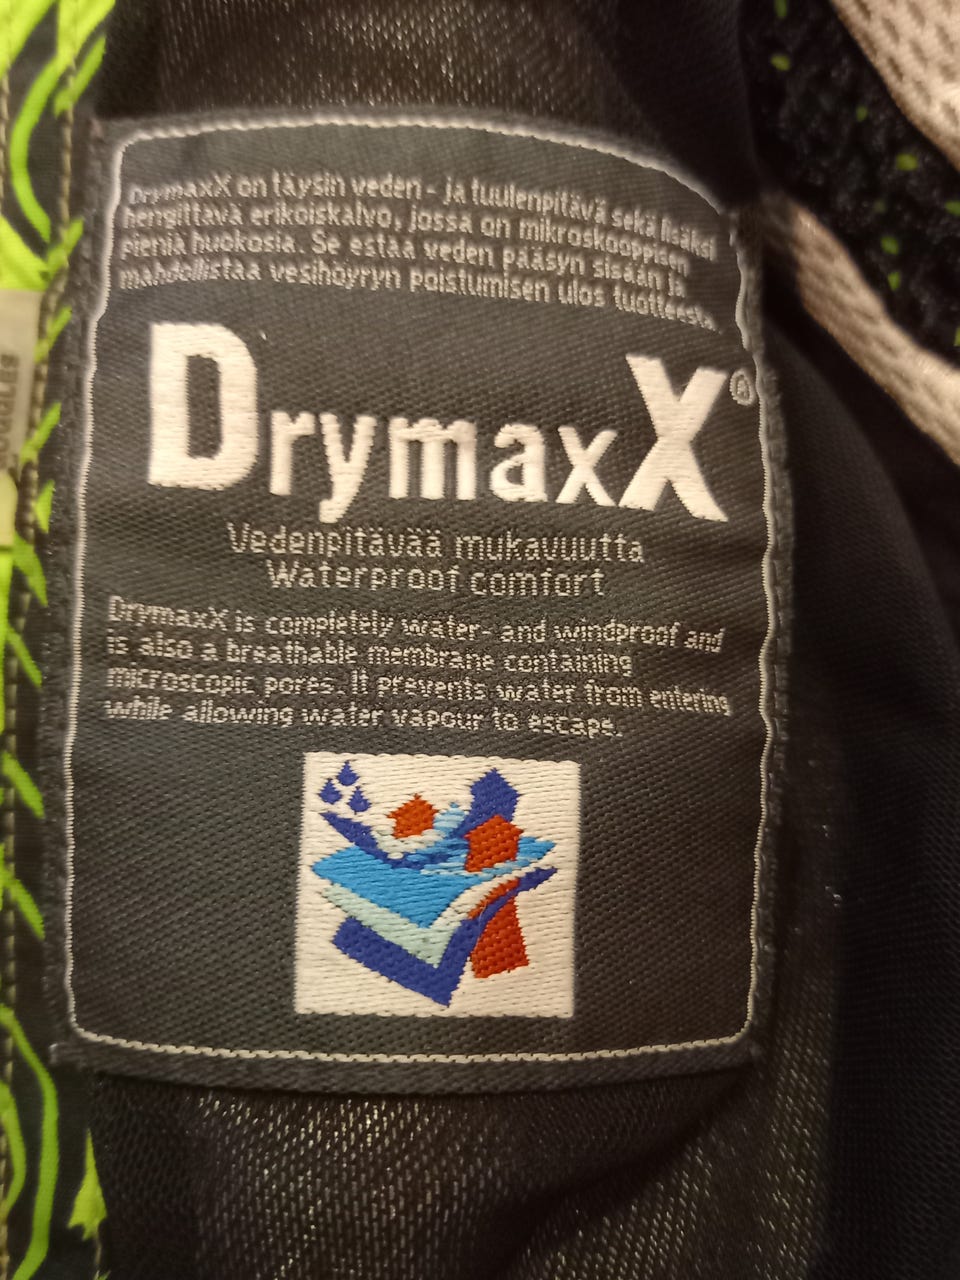 DrymaxX on täysin veden - ja tuulenpitävä sekä lisäksi
hengittävä erikoiskalvo, jossa on mikroskooppisen
pieniä huokosia. Se estää veden pääsyn sisään ja
mahdollistaa vesihöyryn poistumisen ulos tuotteesta.
DrymaxX®
Vedenpitävää mukavuutta
Waterproof comfort
DrymaxX is completely water- and windproof and
is also a breathable membrane containing
microscopic pores. It prevents water from entering
while allowing water vapour to escape.